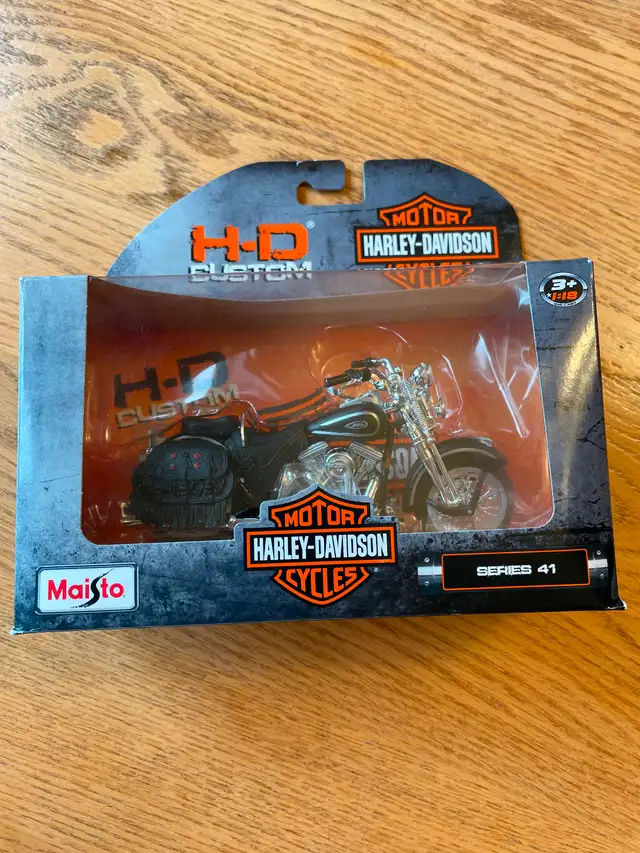 H-D®
CUSTOM
MOTOR
HARLEY-DAVIDSON
CYCLES
3+
1:18
H-D
CUSTOM
MOTOR
HARLEY-DAVIDSON
CYCLES
Maisto
SERIES 41